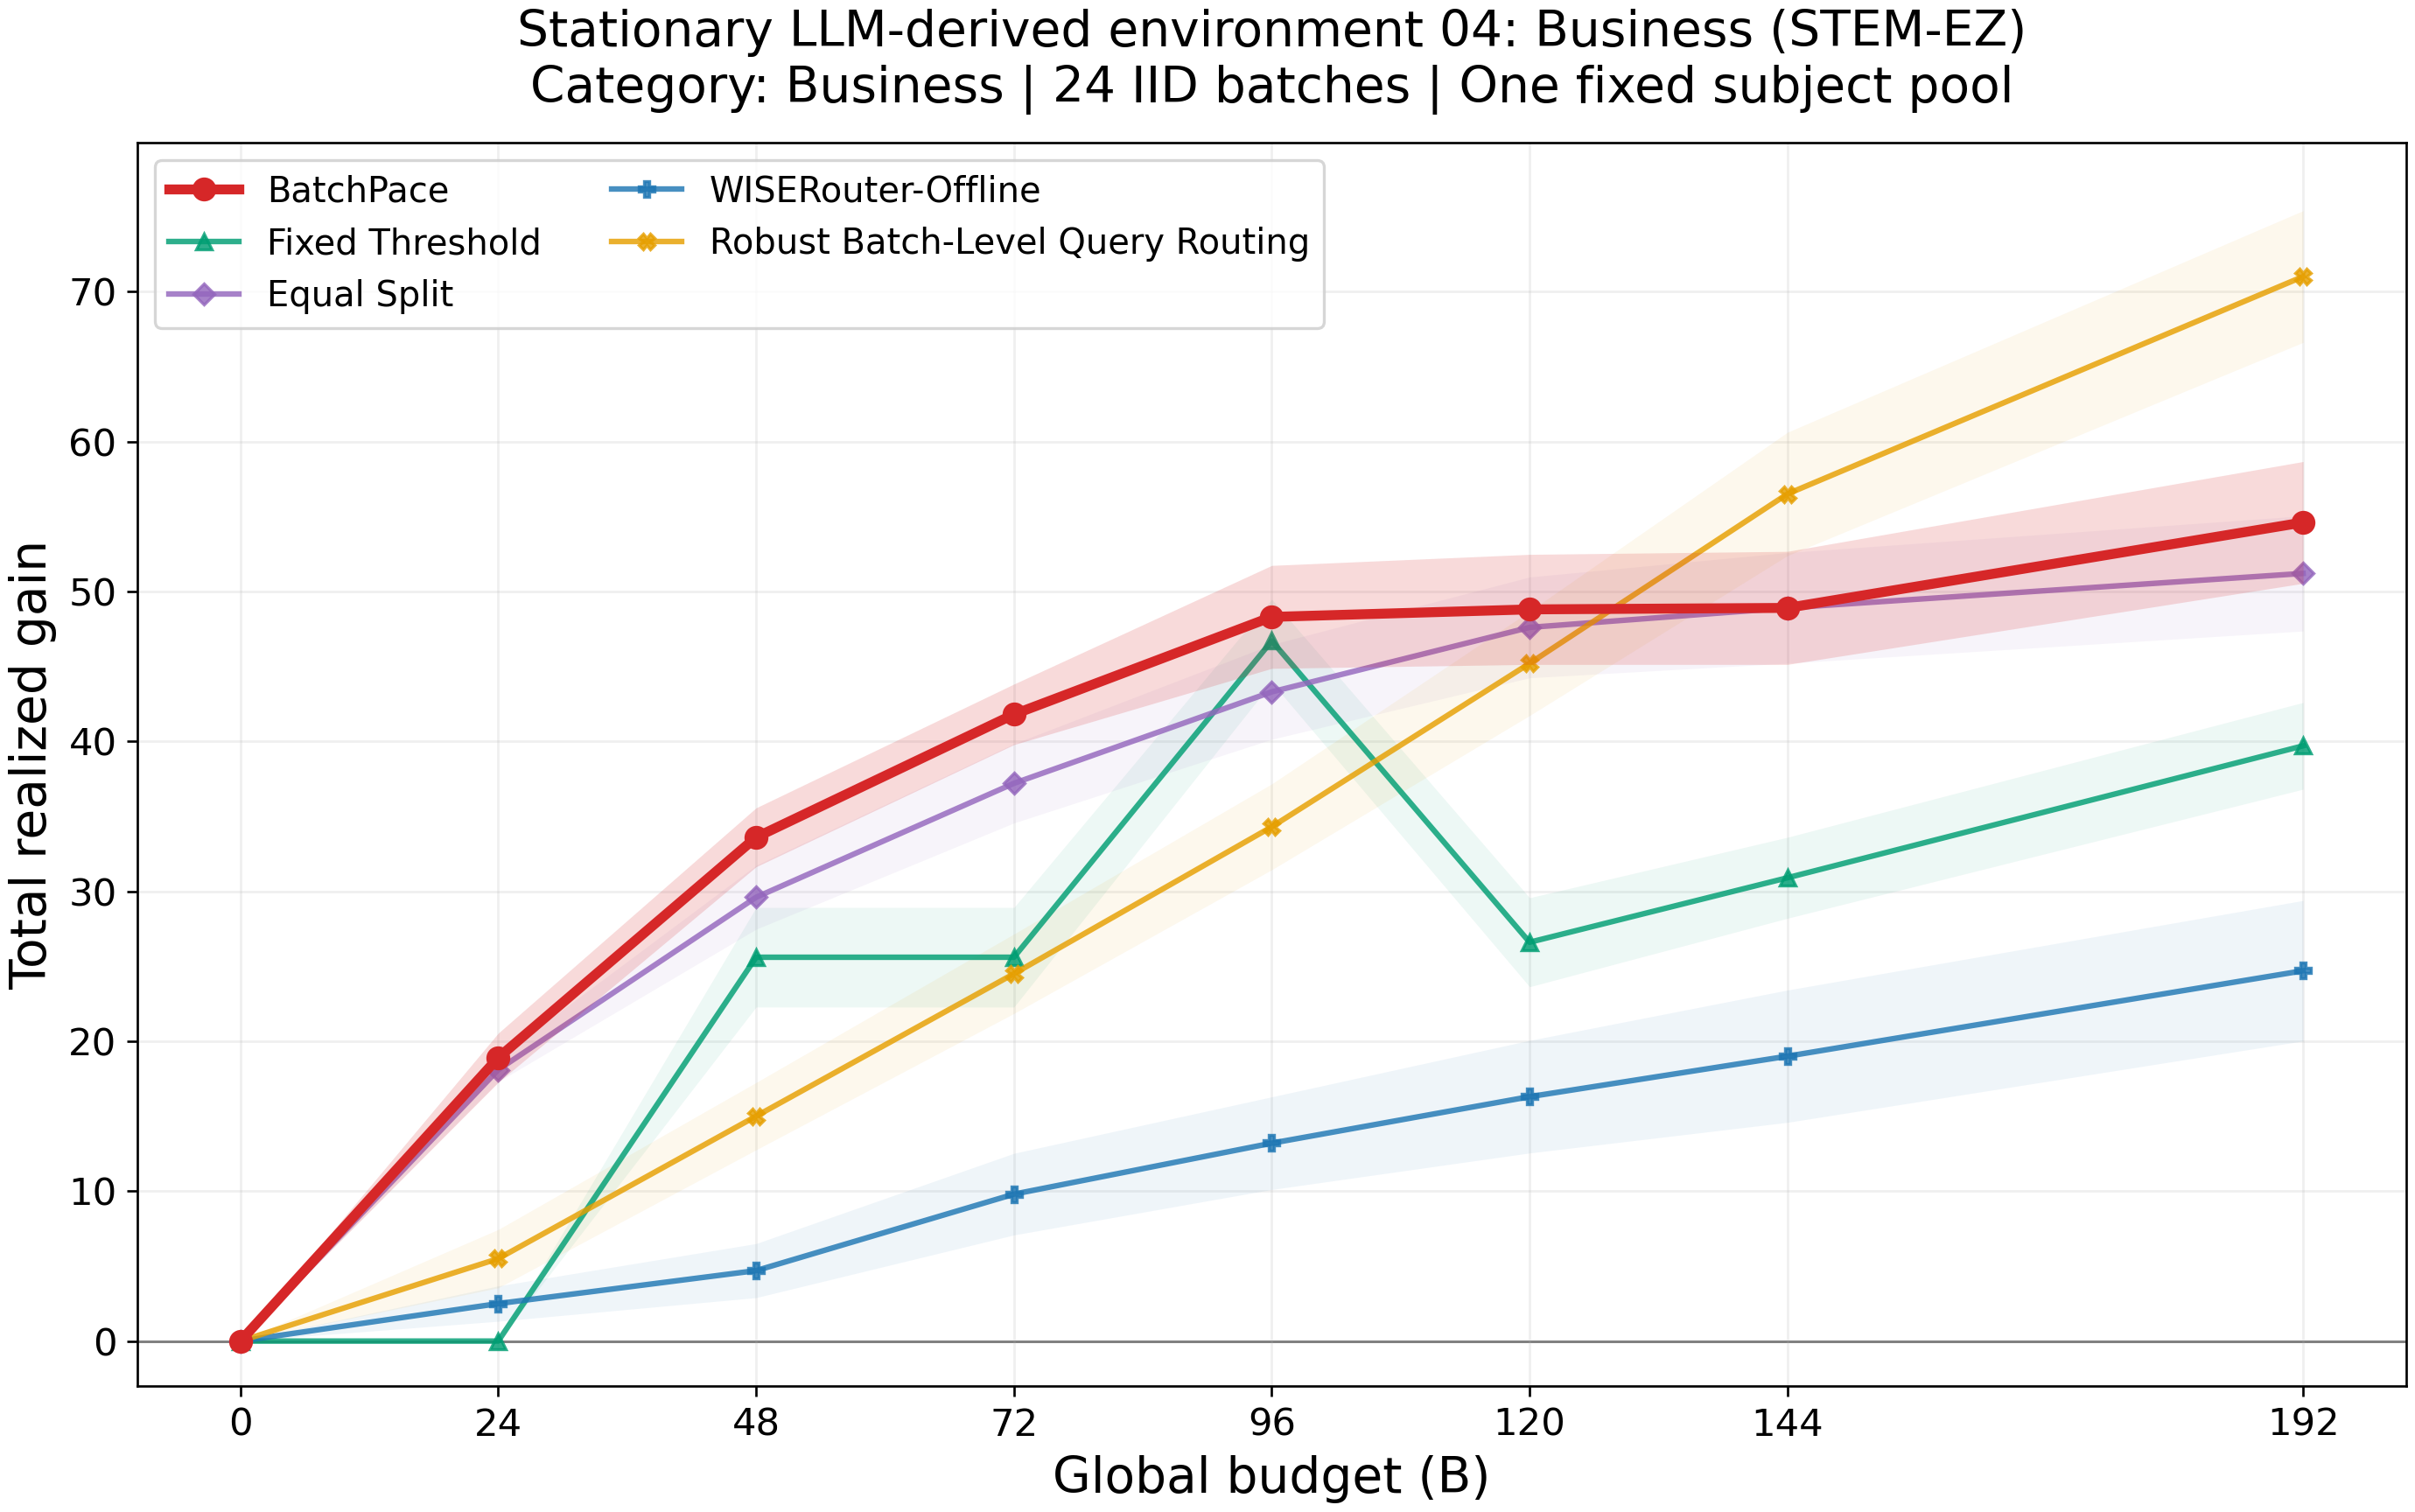 Stationary LLM-derived environment 04: Business (STEM-EZ)
Category: Business | 24 IID batches | One fixed subject pool
BatchPace
Fixed Threshold
Equal Split
WISERouter-Offline
Robust Batch-Level Query Routing
Total realized gain
70
60
50
40
30
20
10
0
0 24 48 72 96 120 144 192
Global budget (B)